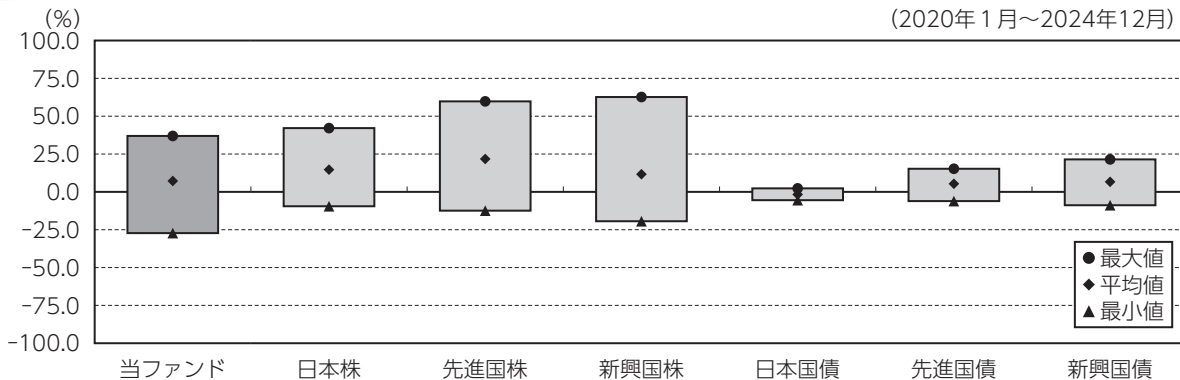 (%)
(2020年1月～2024年12月)
100.0
75.0
50.0
25.0
0.0
-25.0
-50.0
-75.0
-100.0
●最大値
◆平均値
▲最小値
当ファンド 日本株 先進国株 新興国株 日本国債 先進国債 新興国債